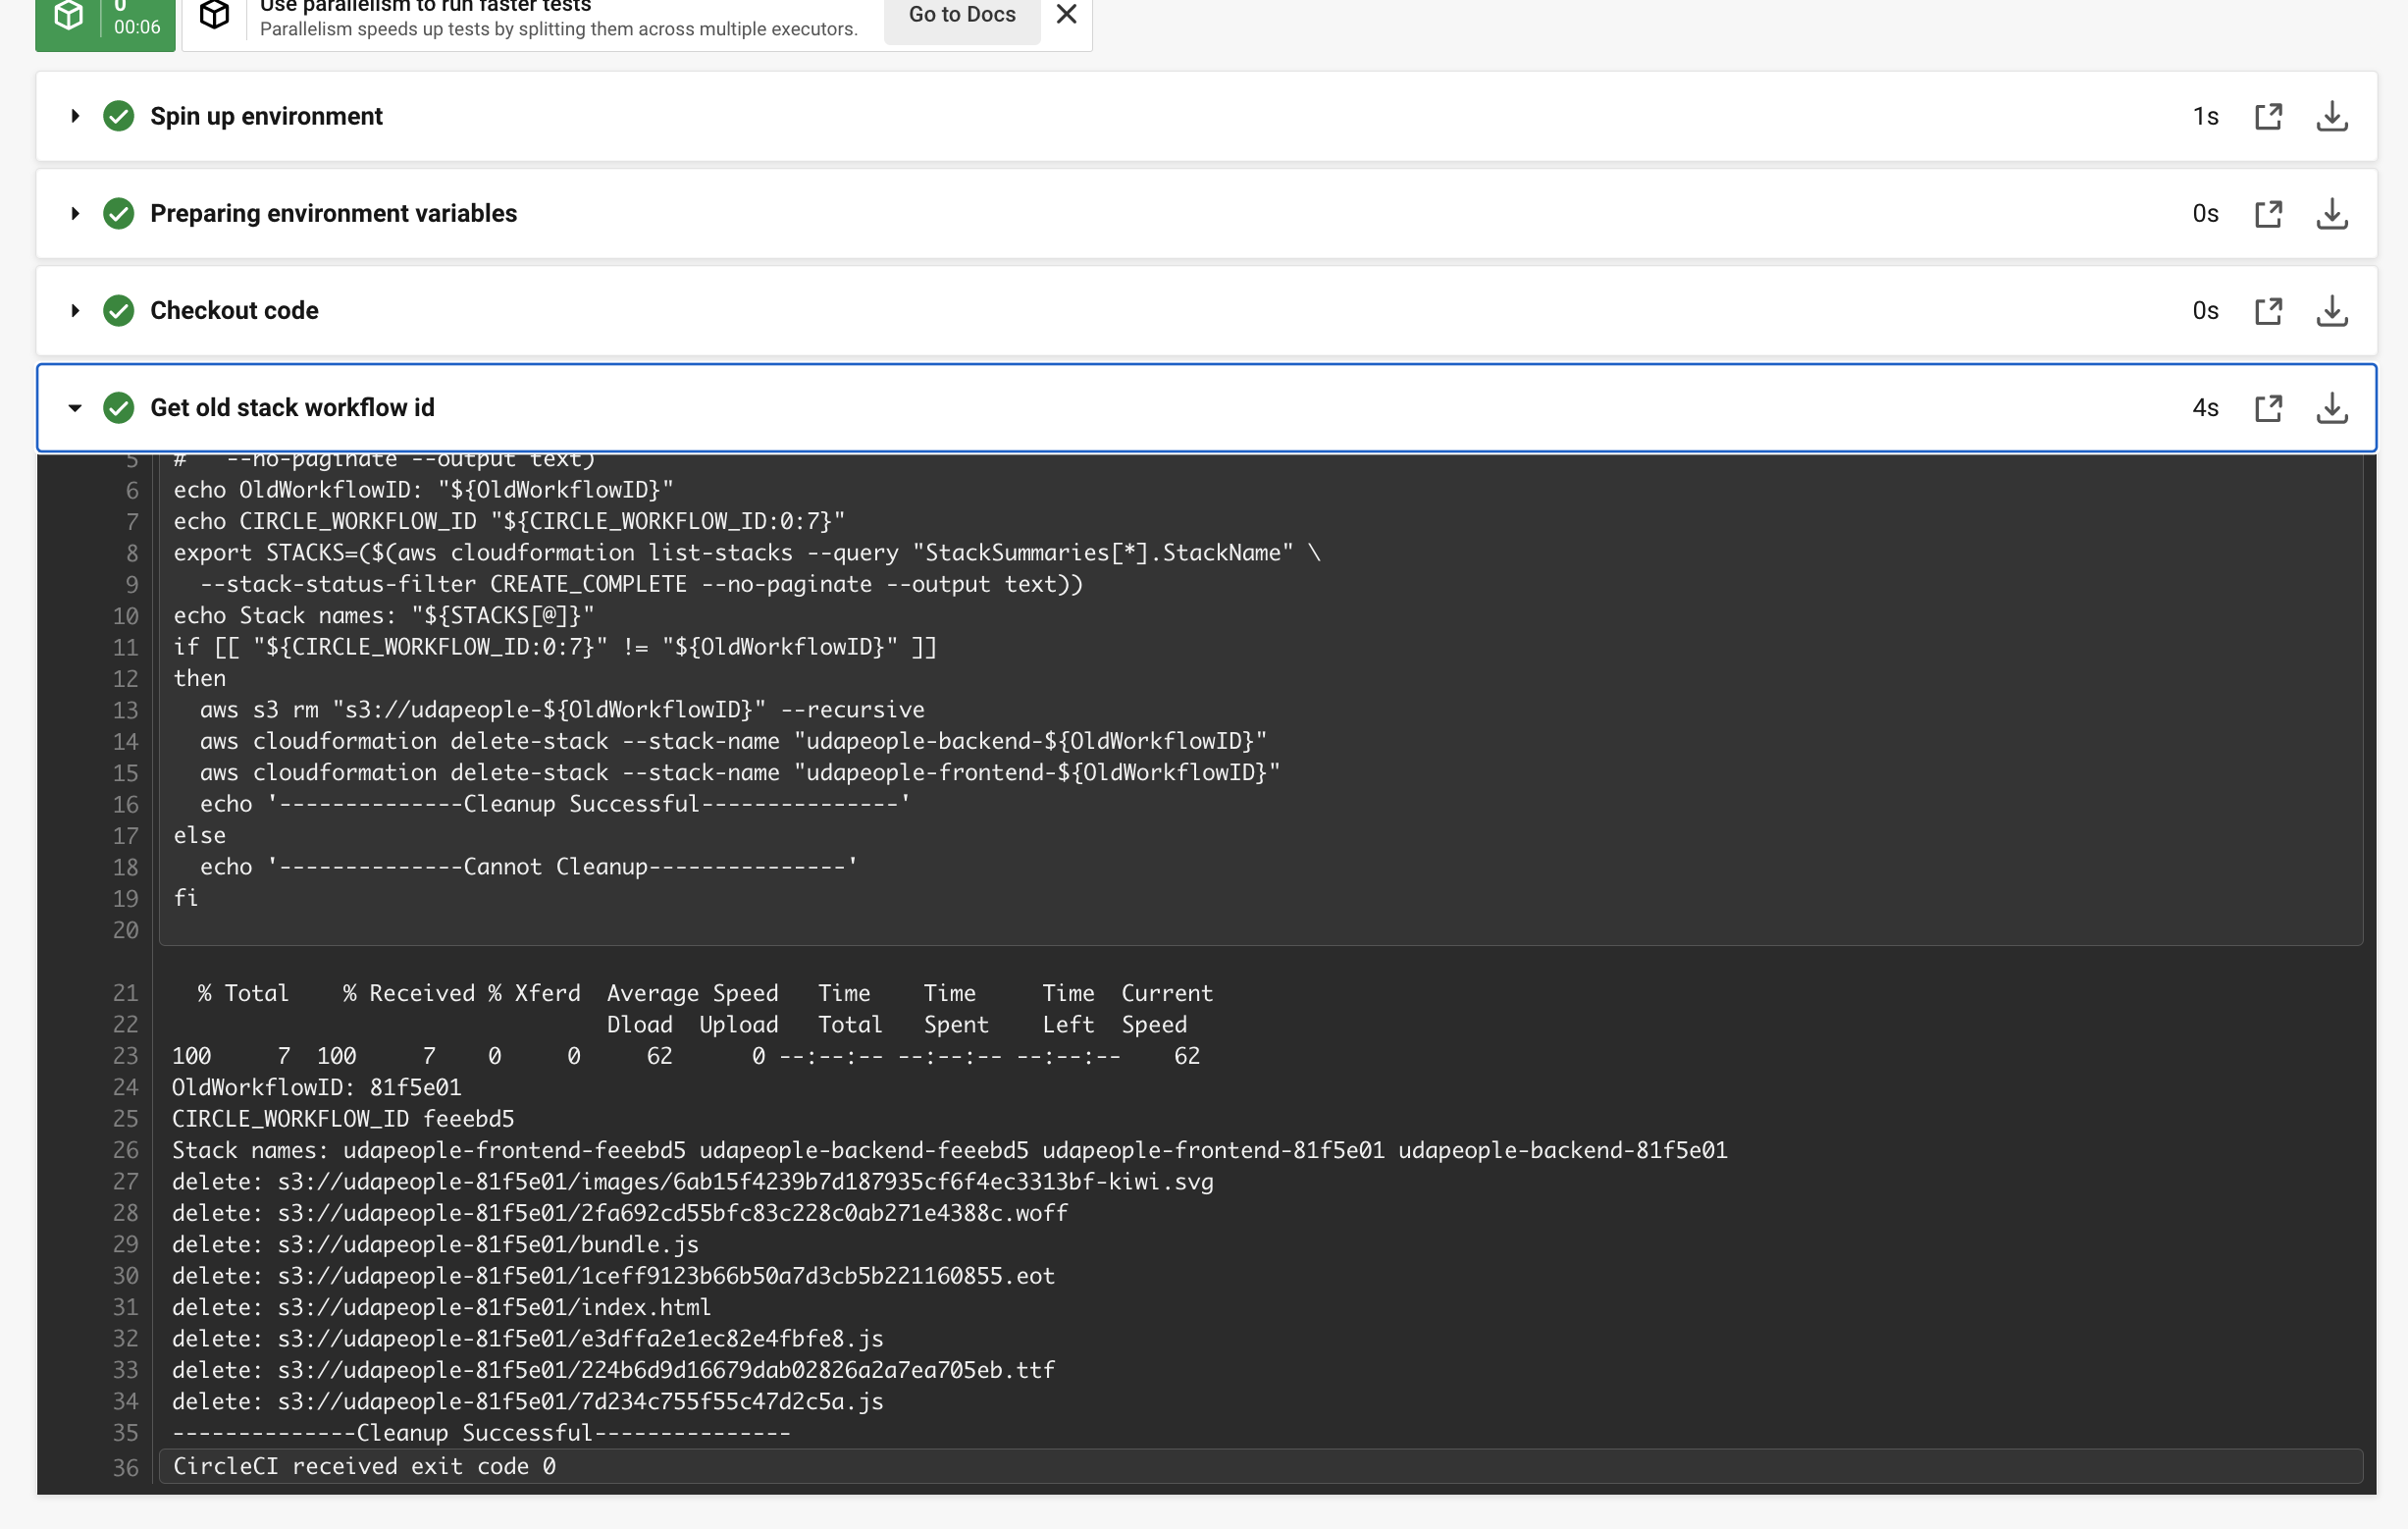 0
00:06
Use parallelism to run faster tests
Parallelism speeds up tests by splitting them across multiple executors.
Go to Docs
Spin up environment 1s
Preparing environment variables 0s
Checkout code 0s
Get old stack workflow id 4s
5 #   --no-paginate --output text)
6 echo OldWorkflowID: "${OldWorkflowID}"
7 echo CIRCLE_WORKFLOW_ID "${CIRCLE_WORKFLOW_ID:0:7}"
8 export STACKS=($(aws cloudformation list-stacks --query "StackSummaries[*].StackName" \
9   --stack-status-filter CREATE_COMPLETE --no-paginate --output text))
10 echo Stack names: "${STACKS[@]}"
11 if [[ "${CIRCLE_WORKFLOW_ID:0:7}" != "${OldWorkflowID}" ]]
12 then
13   aws s3 rm "s3://udapeople-${OldWorkflowID}" --recursive
14   aws cloudformation delete-stack --stack-name "udapeople-backend-${OldWorkflowID}"
15   aws cloudformation delete-stack --stack-name "udapeople-frontend-${OldWorkflowID}"
16   echo '--------------Cleanup Successful---------------'
17 else
18   echo '--------------Cannot Cleanup---------------'
19 fi
20
21   % Total    % Received % Xferd  Average Speed   Time    Time     Time  Current
22                                  Dload  Upload   Total   Spent    Left  Speed
23 100     7  100     7    0     0     62      0 --:--:-- --:--:-- --:--:--    62
24 OldWorkflowID: 81f5e01
25 CIRCLE_WORKFLOW_ID feeebd5
26 Stack names: udapeople-frontend-feeebd5 udapeople-backend-feeebd5 udapeople-frontend-81f5e01 udapeople-backend-81f5e01
27 delete: s3://udapeople-81f5e01/images/6ab15f4239b7d187935cf6f4ec3313bf-kiwi.svg
28 delete: s3://udapeople-81f5e01/2fa692cd55bfc83c228c0ab271e4388c.woff
29 delete: s3://udapeople-81f5e01/bundle.js
30 delete: s3://udapeople-81f5e01/1ceff9123b66b50a7d3cb5b221160855.eot
31 delete: s3://udapeople-81f5e01/index.html
32 delete: s3://udapeople-81f5e01/e3dffa2e1ec82e4fbfe8.js
33 delete: s3://udapeople-81f5e01/224b6d9d16679dab02826a2a7ea705eb.ttf
34 delete: s3://udapeople-81f5e01/7d234c755f55c47d2c5a.js
35 --------------Cleanup Successful---------------
36 CircleCI received exit code 0